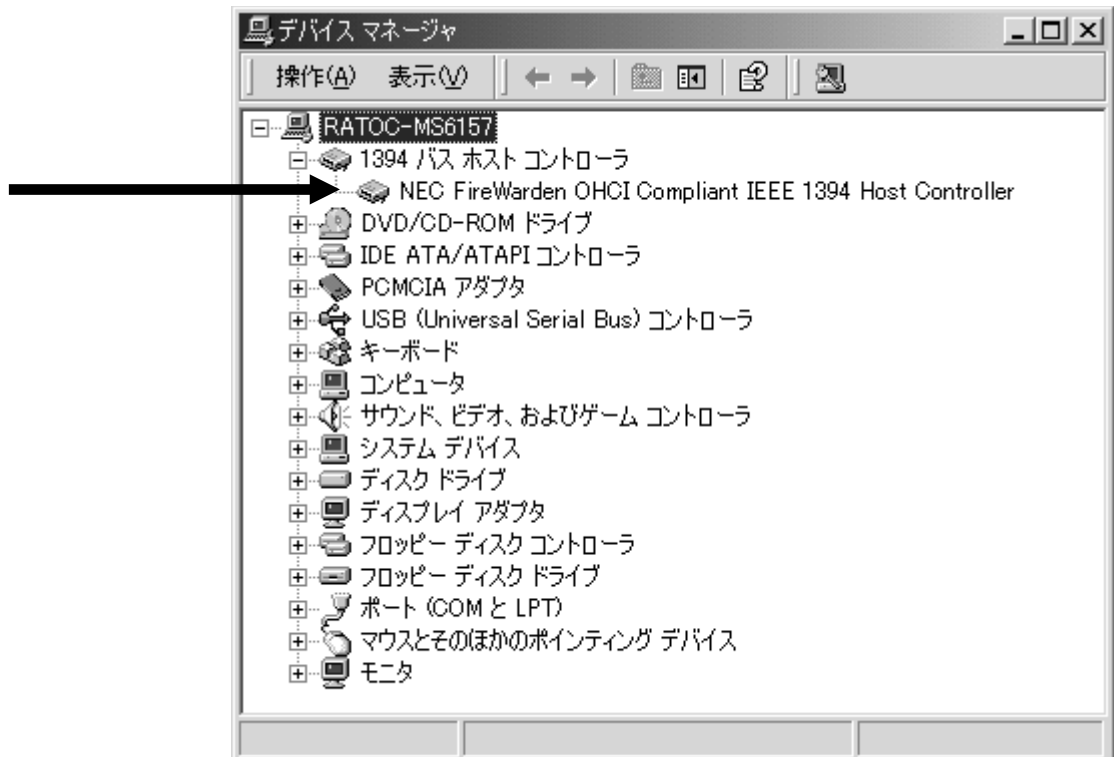 デバイス マネージャ
操作(A) 表示(V)
RATOC-MS6157
1394 バス ホスト コントローラ
NEC FireWarden OHCI Compliant IEEE 1394 Host Controller
DVD/CD-ROM ドライブ
IDE ATA/ATAPI コントローラ
PCMCIA アダプタ
USB (Universal Serial Bus) コントローラ
キーボード
コンピュータ
サウンド、ビデオ、およびゲーム コントローラ
システム デバイス
ディスク ドライブ
ディスプレイ アダプタ
フロッピー ディスク コントローラ
フロッピー ディスク ドライブ
ポート (COM と LPT)
マウスとそのほかのポインティング デバイス
モニタ